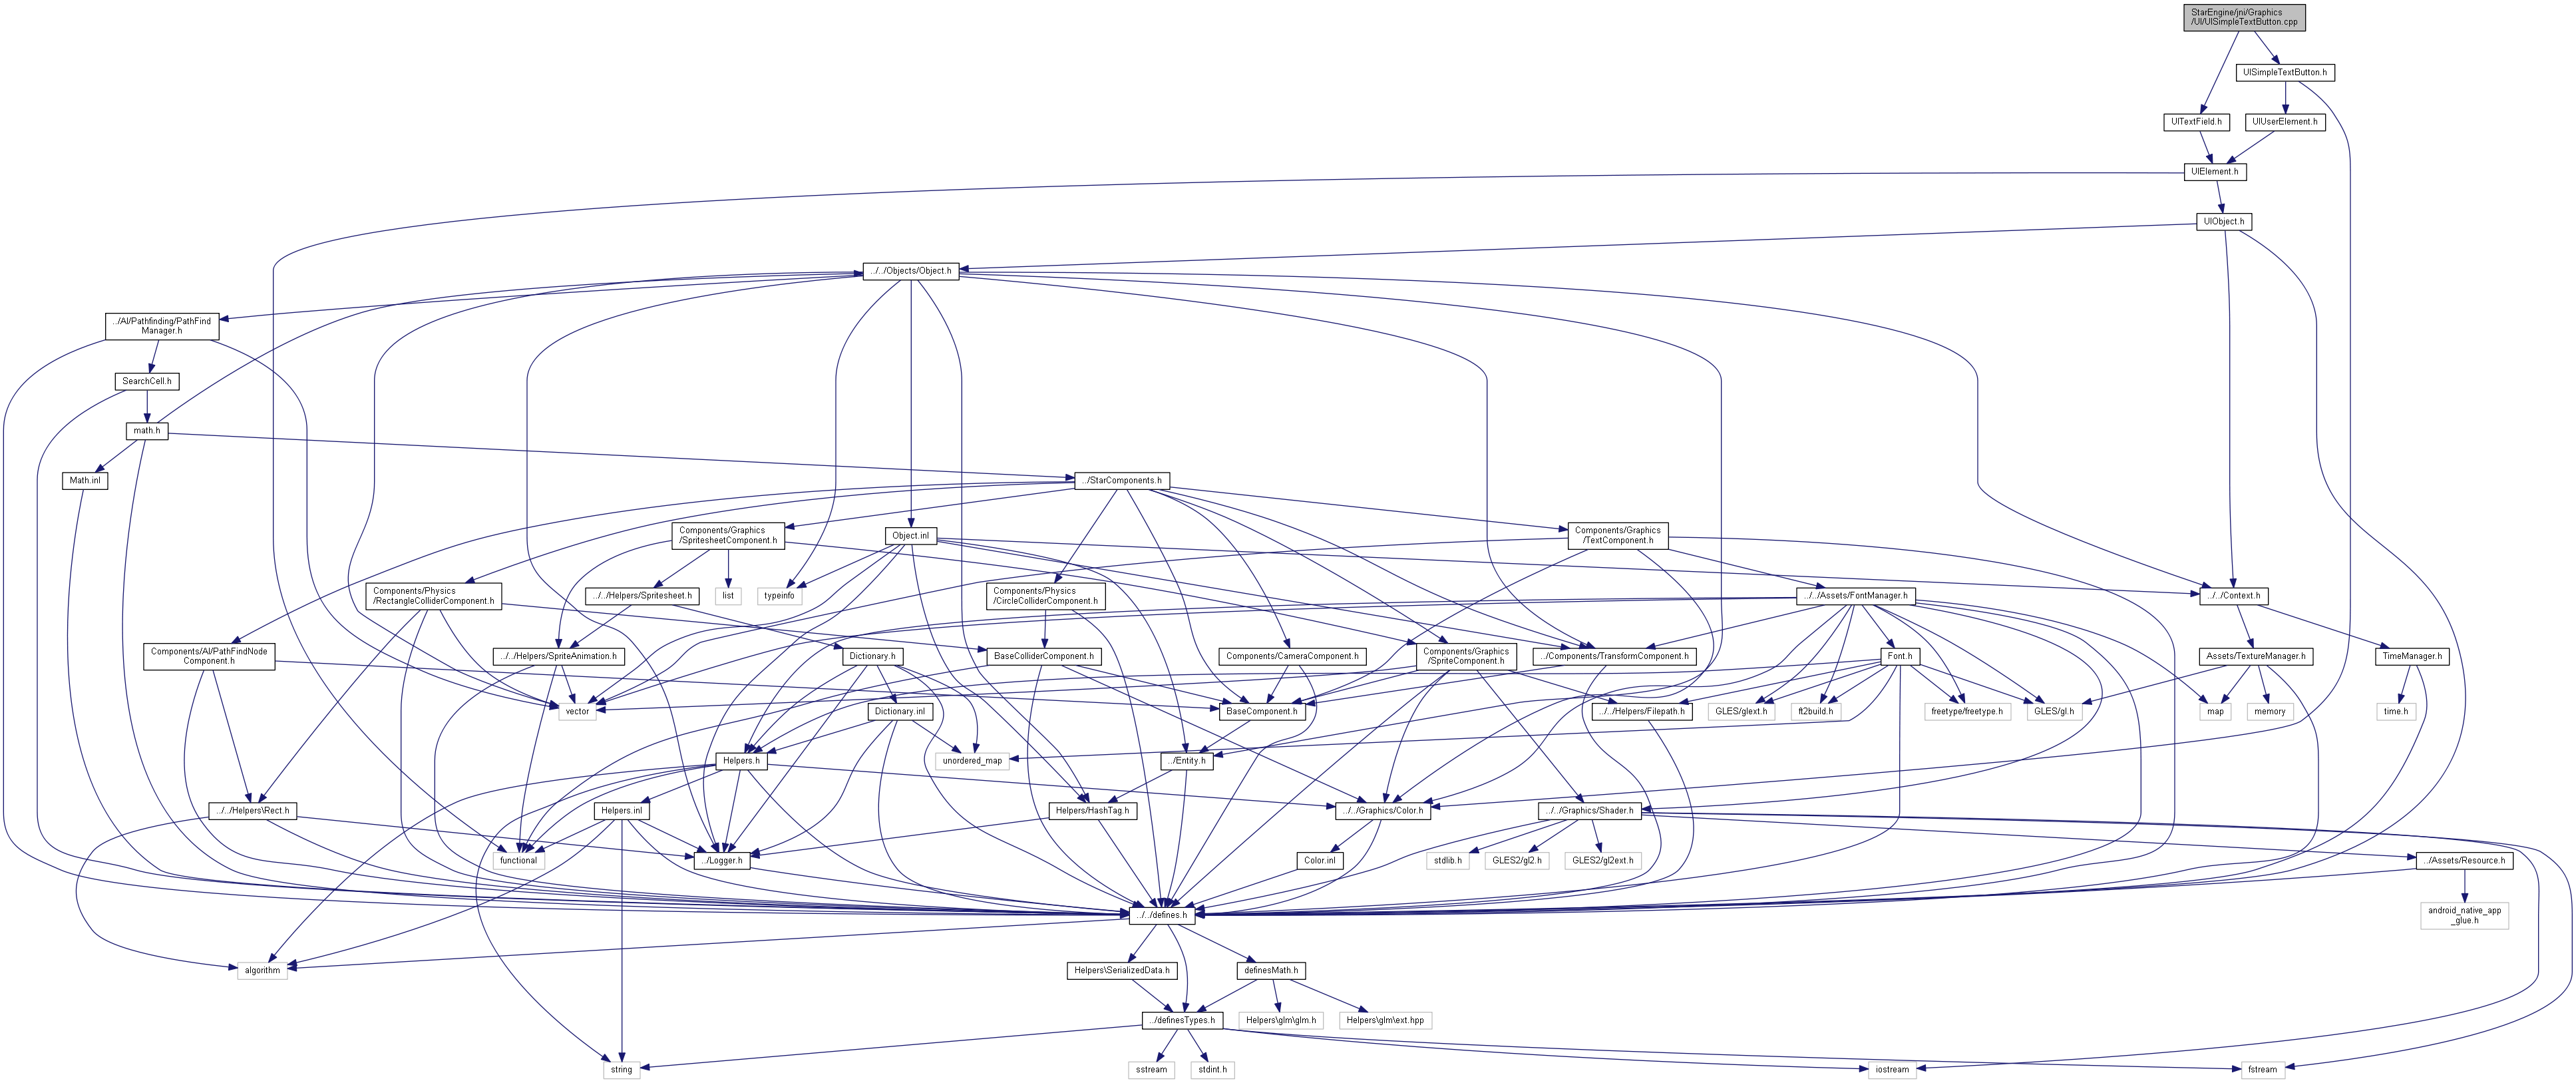 StarEngine/jni/Graphics
/UI/UISimpleTextButton.cpp
UISimpleTextButton.h
UITextField.h
UIUserElement.h
UIElement.h
UIObject.h
../../Objects/Object.h
../AI/Pathfinding/PathFind
Manager.h
SearchCell.h
math.h
Math.inl
../StarComponents.h
Components/Graphics
/SpritesheetComponent.h
Object.inl
Components/Graphics
/TextComponent.h
Components/Physics
/RectangleColliderComponent.h
../../Helpers/Spritesheet.h
list
typeinfo
Components/Physics
/CircleColliderComponent.h
../../Assets/FontManager.h
../../Context.h
Components/AI/PathFindNode
Component.h
../../Helpers/SpriteAnimation.h
Dictionary.h
BaseColliderComponent.h
Components/CameraComponent.h
Components/Graphics
/SpriteComponent.h
../Components/TransformComponent.h
Font.h
Assets/TextureManager.h
TimeManager.h
vector
Dictionary.inl
BaseComponent.h
../../Helpers/Filepath.h
GLES/glext.h
ft2build.h
freetype/freetype.h
GLES/gl.h
map
memory
time.h
Helpers.h
unordered_map
../Entity.h
../../Helpers\Rect.h
Helpers.inl
Helpers/HashTag.h
../../Graphics/Color.h
../../Graphics/Shader.h
functional
../Logger.h
Color.inl
stdlib.h
GLES2/gl2.h
GLES2/gl2ext.h
../Assets/Resource.h
../../defines.h
android_native_app
_glue.h
algorithm
Helpers\SerializedData.h
definesMath.h
../definesTypes.h
Helpers\glm\glm.h
Helpers\glm\ext.hpp
string
sstream
stdint.h
iostream
fstream